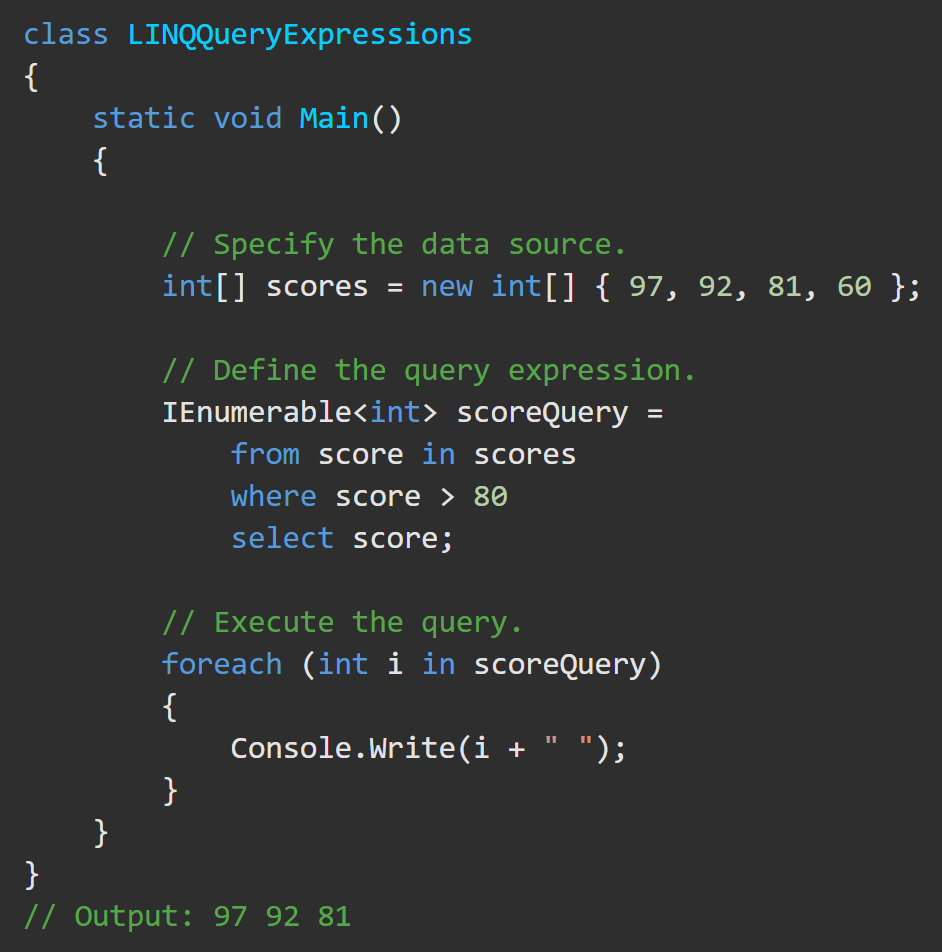 class LINQQueryExpressions
{
    static void Main()
    {

        // Specify the data source.
        int[] scores = new int[] { 97, 92, 81, 60 };

        // Define the query expression.
        IEnumerable<int> scoreQuery =
            from score in scores
            where score > 80
            select score;

        // Execute the query.
        foreach (int i in scoreQuery)
        {
            Console.Write(i + " ");
        }
    }
}
// Output: 97 92 81